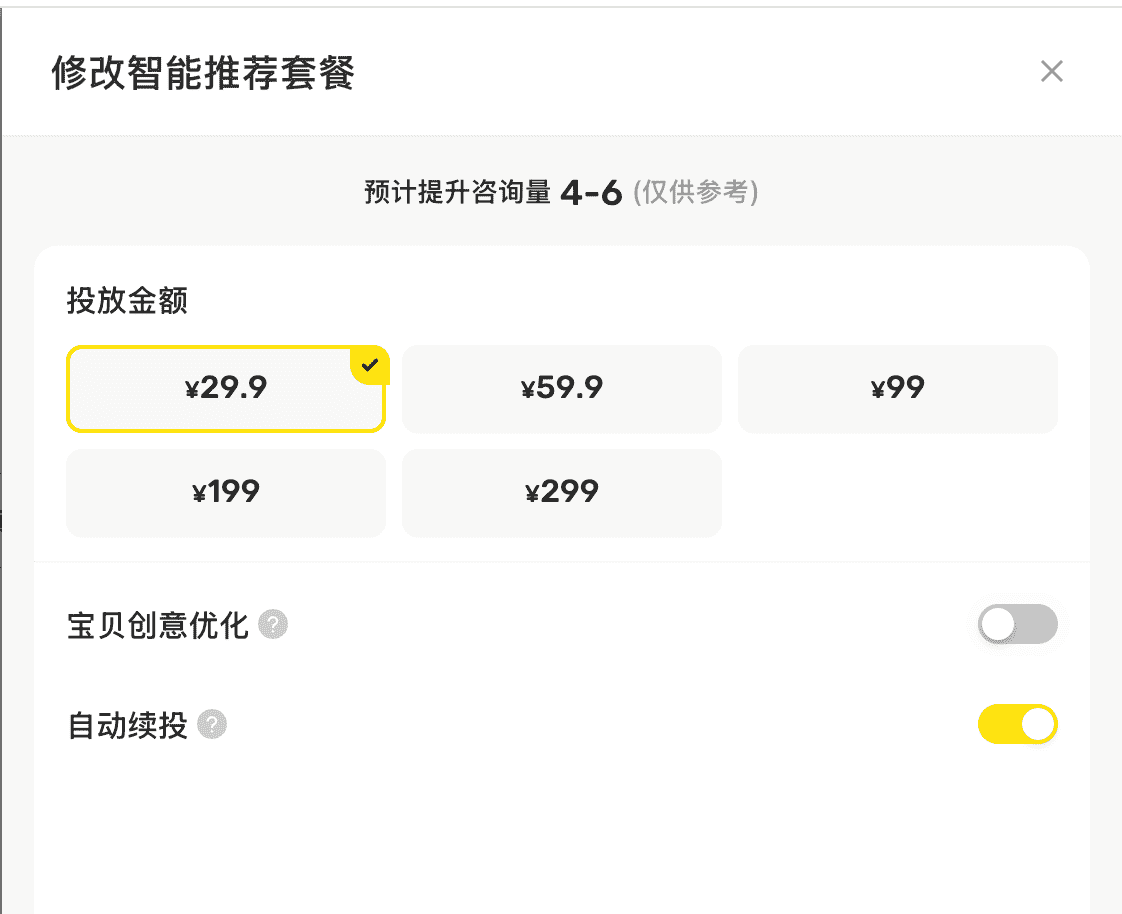 修改智能推荐套餐
预计提升咨询量 4-6 (仅供参考)
投放金额
¥29.9 ¥59.9 ¥99
¥199 ¥299
宝贝创意优化 ?
自动续投 ?